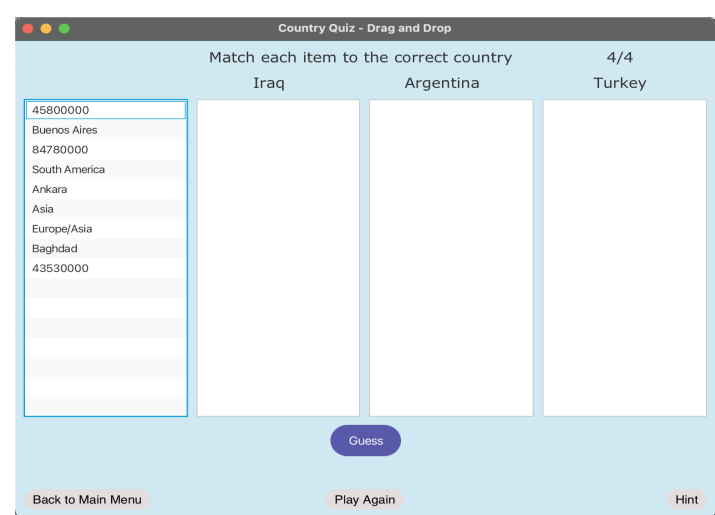 Country Quiz - Drag and Drop
Match each item to the correct country 4/4
Iraq Argentina Turkey
45800000
Buenos Aires
84780000
South America
Ankara
Asia
Europe/Asia
Baghdad
43530000
Guess
Back to Main Menu Play Again Hint